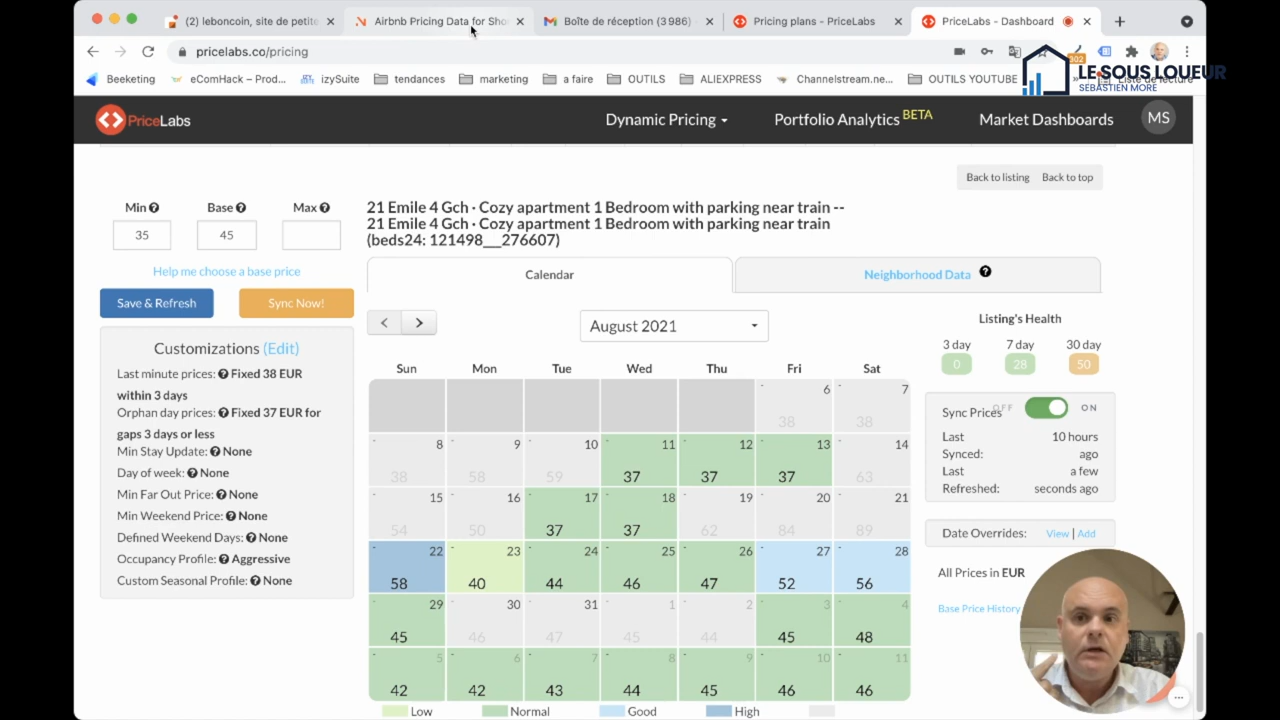 (2) leboncoin, site de petite
Airbnb Pricing Data for Sho
Boîte de réception (3 986)
Pricing plans - PriceLabs
PriceLabs - Dashboard
pricelabs.co/pricing
302
Beeketing
eComHack – Prod...
izySuite
tendances
marketing
a faire
OUTILS
ALIEXPRESS
Channelstream.ne...
OUTILS YOUTUBE
»
Liste de lecture
LE SOUS LOUEUR
SÉBASTIEN MORE
PriceLabs
Dynamic Pricing
Portfolio Analytics BETA
Market Dashboards
MS
Back to listing
Back to top
Min
Base
Max
35
45
Help me choose a base price
Save & Refresh
Sync Now!
Customizations (Edit)
Last minute prices: Fixed 38 EUR
within 3 days
Orphan day prices: Fixed 37 EUR for
gaps 3 days or less
Min Stay Update: None
Day of week: None
Min Far Out Price: None
Min Weekend Price: None
Defined Weekend Days: None
Occupancy Profile: Aggressive
Custom Seasonal Profile: None
21 Emile 4 Gch · Cozy apartment 1 Bedroom with parking near train --
21 Emile 4 Gch · Cozy apartment 1 Bedroom with parking near train
(beds24: 121498__276607)
Calendar
Neighborhood Data
August 2021
Sun Mon Tue Wed Thu Fri Sat
6 7
38 38
8 9 10 11 12 13 14
38 58 59 37 37 37 63
15 16 17 18 19 20 21
54 50 37 37 62 84 89
22 23 24 25 26 27 28
58 40 44 46 47 52 56
29 30 31 1 2 3 4
45 46 47 45 44 45 48
5 6 7 8 9 10 11
42 42 43 44 45 46 46
Low
Normal
Good
High
Listing's Health
3 day 7 day 30 day
0 28 50
Sync Prices OFF ON
Last Synced: 10 hours ago
Last Refreshed: a few seconds ago
Date Overrides: View | Add
All Prices in EUR
Base Price History